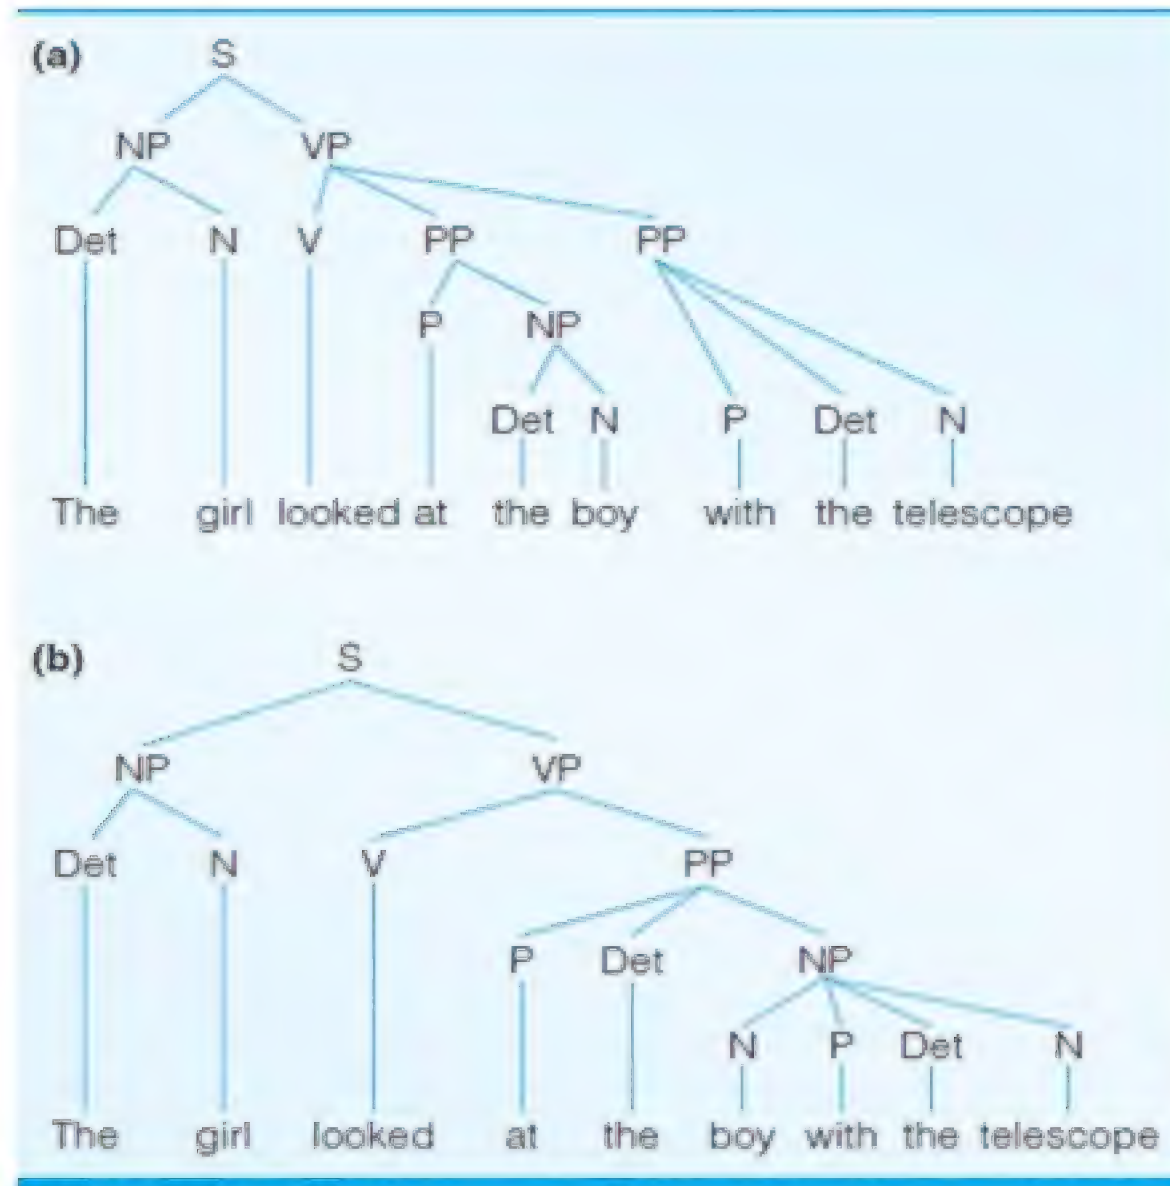 (a) S
NP VP
Det N V PP PP
P NP
Det N P Det N
The girl looked at the boy with the telescope
(b) S
NP VP
Det N V PP
P Det NP
N P Det N
The girl looked at the boy with the telescope